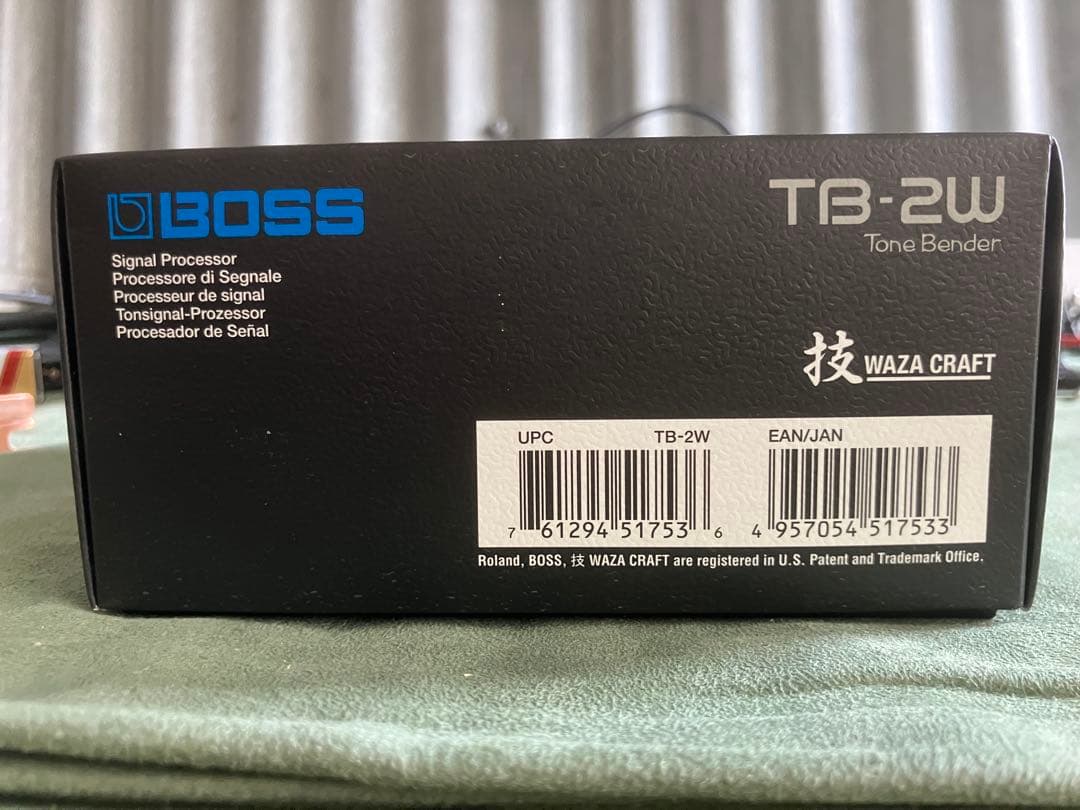 BOSS
Signal Processor
Processore di Segnale
Processeur de signal
Tonsignal-Prozessor
Procesador de Señal
TB-2W
Tone Bender
技 WAZA CRAFT
UPC TB-2W
7 61294 51753 6
EAN/JAN
4 957054 517533
Roland, BOSS, 技 WAZA CRAFT are registered in U.S. Patent and Trademark Office.